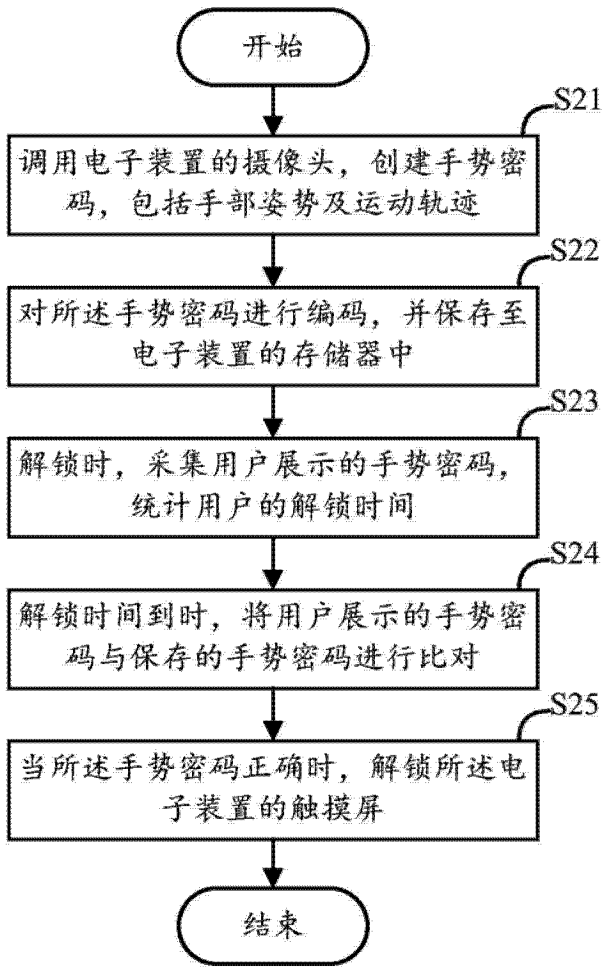 开始
S21
调用电子装置的摄像头，创建手势密
码，包括手部姿势及运动轨迹
S22
对所述手势密码进行编码，并保存至
电子装置的存储器中
S23
解锁时，采集用户展示的手势密码，
统计用户的解锁时间
S24
解锁时间到时，将用户展示的手势密
码与保存的手势密码进行比对
S25
当所述手势密码正确时，解锁所述电
子装置的触摸屏
结束